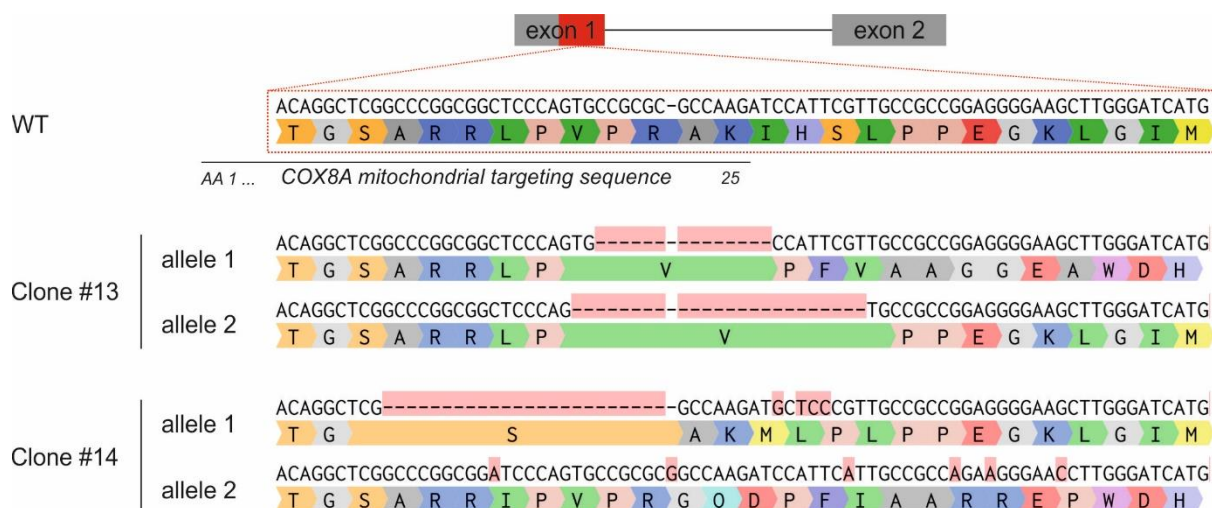 exon 1 exon 2
WT
ACAGGCTCGGCCCGGCGGCTCCCAGTGCCGCGC-GCCAAGATCCATTCGTTGCCGCCGGAGGGGAAGCTTGGGATCATG
T G S A R R L P V P R A K I H S L P P E G K L G I M
AA 1 ... COX8A mitochondrial targeting sequence 25
Clone #13
allele 1
ACAGGCTCGGCCCGGCGGCTCCCAGTG---------------CCATTCGTTGCCGCCGGAGGGGAAGCTTGGGATCATG
T G S A R R L P V P F V A A G G E A W D H
allele 2
ACAGGCTCGGCCCGGCGGCTCCCAG-------------------------TGCCGCCGGAGGGGAAGCTTGGGATCATG
T G S A R R L P V P P E G K L G I M
Clone #14
allele 1
ACAGGCTCG-------------------------GCCAAGATGCTCCCGTTGCCGCCGGAGGGGAAGCTTGGGATCATG
T G S A K M L P L P P E G K L G I M
allele 2
ACAGGCTCGGCCCGGCGGATCCCAGTGCCGCGCGGCCAAGATCCATTCATTGCCGCCAGAAGGGAACCTTGGGATCATG
T G S A R R I P V P R G Q D P F I A A R R E P W D H